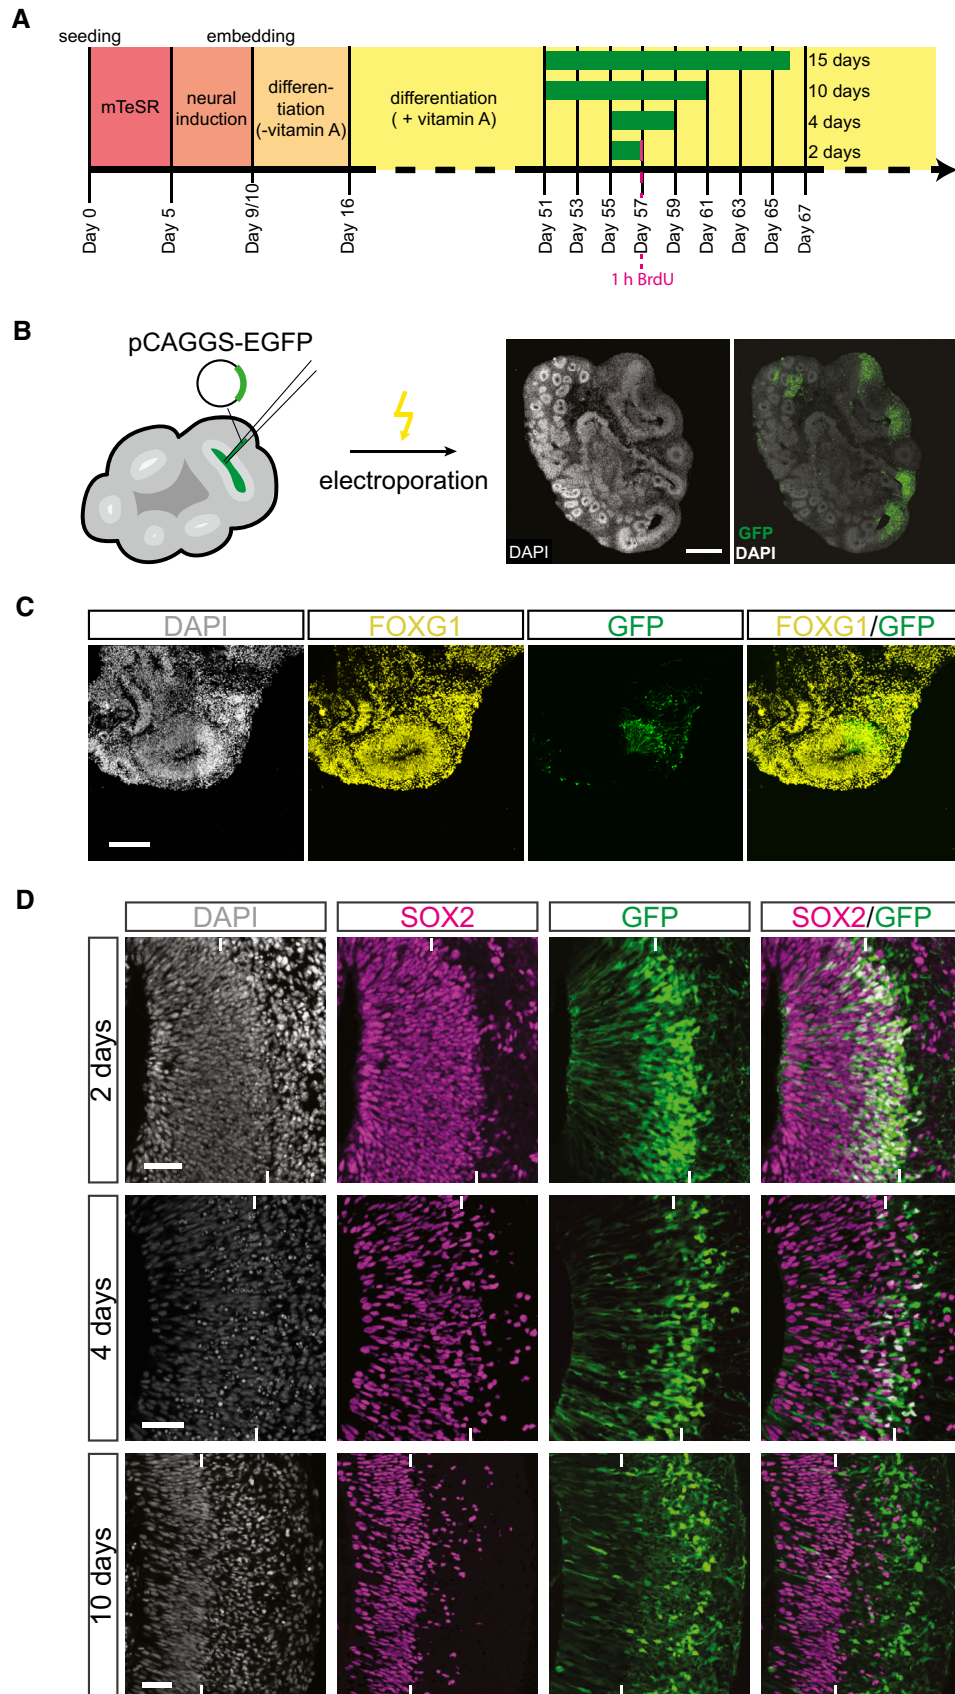 A
seeding
embedding
mTeSR
neural
induction
differen-
tiation
(-vitamin A)
differentiation
( + vitamin A)
15 days
10 days
4 days
2 days
Day 0
Day 5
Day 9/10
Day 16
Day 51
Day 53
Day 55
Day 57
Day 59
Day 61
Day 63
Day 65
Day 67
1 h BrdU
B
pCAGGS-EGFP
electroporation
DAPI
GFP
DAPI
C
DAPI
FOXG1
GFP
FOXG1/GFP
D
DAPI
SOX2
GFP
SOX2/GFP
2 days
4 days
10 days